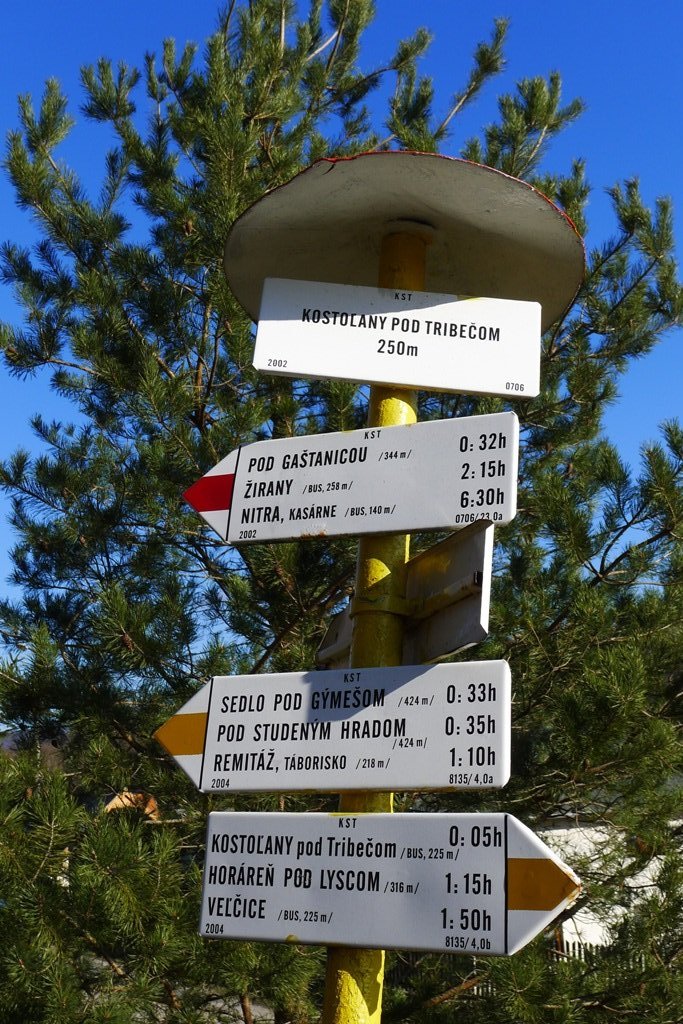 KST
KOSTOĽANY POD TRIBEČOM
250m
2002 0706
KST
POD GAŠTANICOU /344 m/ 0:32h
ŽIRANY /BUS, 258 m/ 2:15h
NITRA, KASÁRNE /BUS, 140 m/ 6:30h
2002 0706/23,0a
KST
SEDLO POD GÝMEŠOM /424 m/ 0:33h
POD STUDENÝM HRADOM /424 m/ 0:35h
REMITÁŽ, TÁBORISKO /218 m/ 1:10h
2004 8135/4,0a
KST
KOSTOĽANY pod Tribečom /BUS, 225 m/ 0:05h
HORÁREŇ POD LYSCOM /316 m/ 1:15h
VEĽČICE /BUS, 225 m/ 1:50h
2004 8135/4,0b